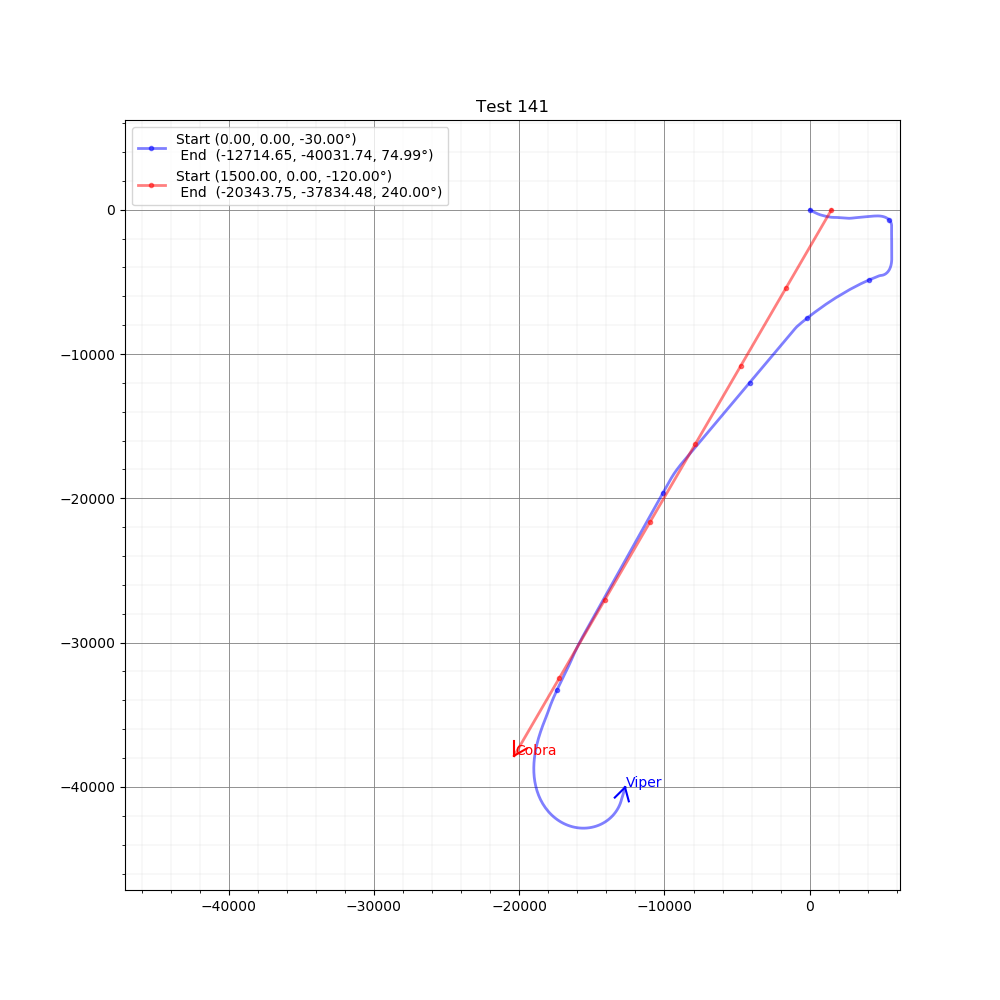 Test 141
Start (0.00, 0.00, -30.00°)
End (-12714.65, -40031.74, 74.99°)
Start (1500.00, 0.00, -120.00°)
End (-20343.75, -37834.48, 240.00°)
0
−10000
−20000
−30000
−40000
Cobra
Viper
−40000 −30000 −20000 −10000 0